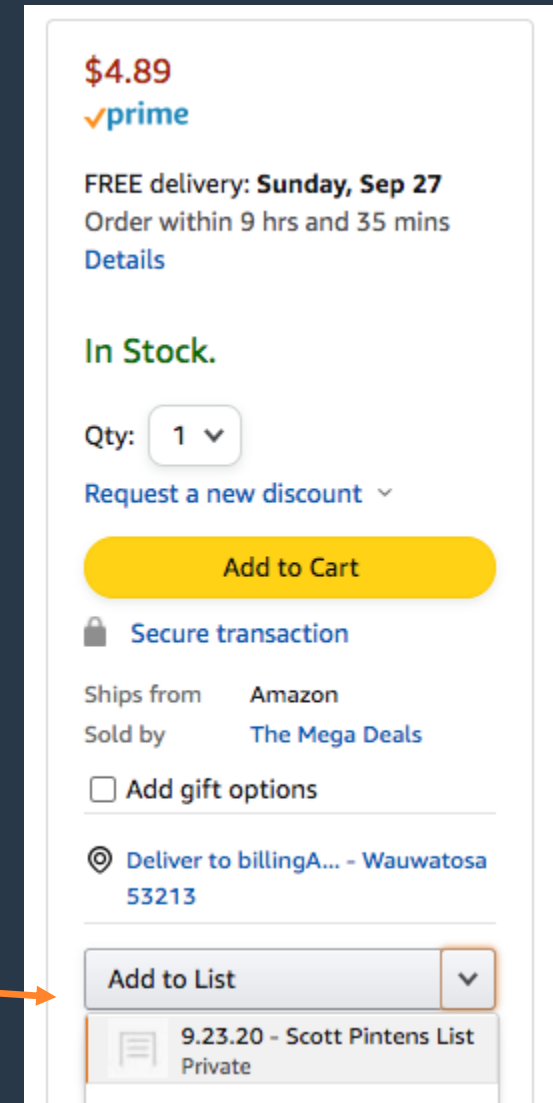 $4.89
prime
FREE delivery: Sunday, Sep 27
Order within 9 hrs and 35 mins
Details
In Stock.
Qty: 1
Request a new discount
Add to Cart
Secure transaction
Ships from Amazon
Sold by The Mega Deals
Add gift options
Deliver to billingA... - Wauwatosa
53213
Add to List
9.23.20 - Scott Pintens List
Private